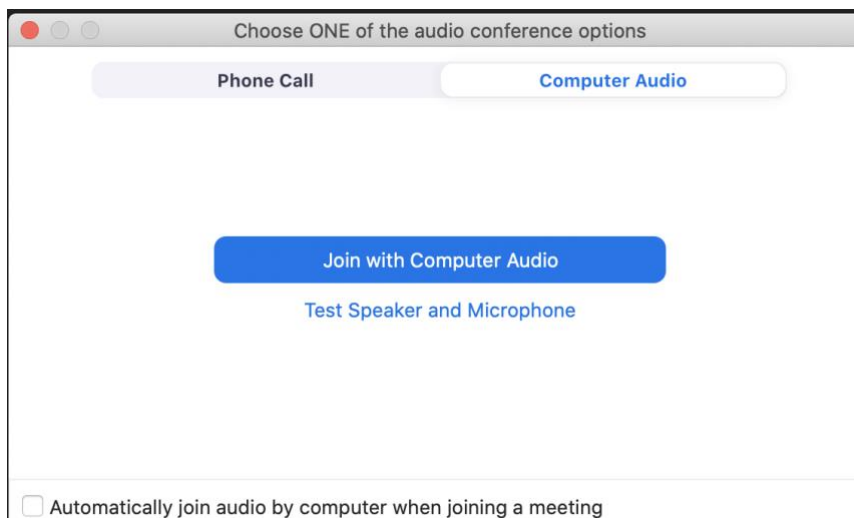 Choose ONE of the audio conference options
Phone Call Computer Audio
Join with Computer Audio
Test Speaker and Microphone
Automatically join audio by computer when joining a meeting